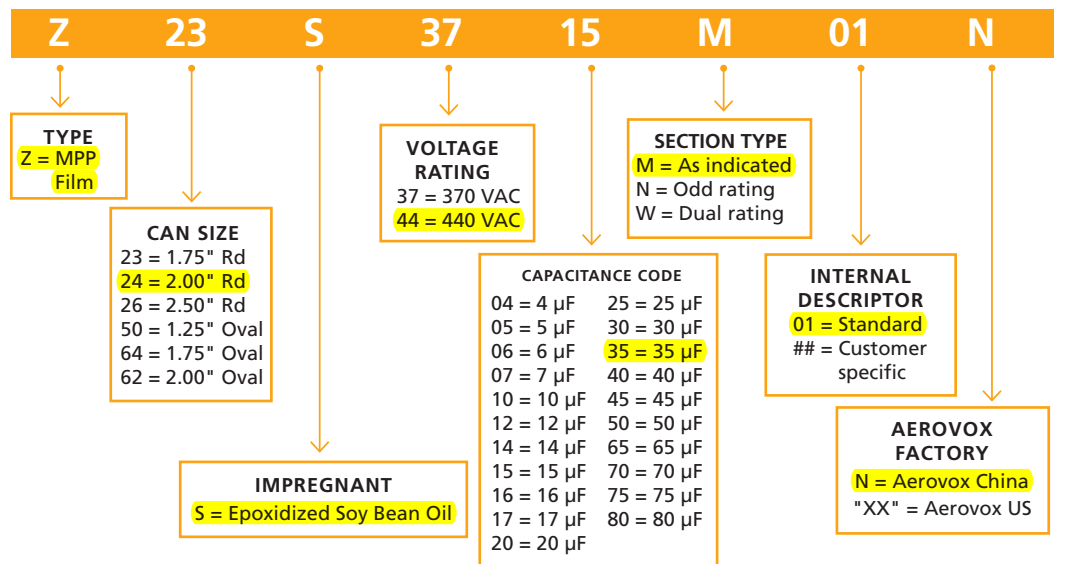 Z 23 S 37 15 M 01 N
TYPE
Z = MPP
Film
CAN SIZE
23 = 1.75" Rd
24 = 2.00" Rd
26 = 2.50" Rd
50 = 1.25" Oval
64 = 1.75" Oval
62 = 2.00" Oval
IMPREGNANT
S = Epoxidized Soy Bean Oil
VOLTAGE
RATING
37 = 370 VAC
44 = 440 VAC
CAPACITANCE CODE
04 = 4 µF 25 = 25 µF
05 = 5 µF 30 = 30 µF
06 = 6 µF 35 = 35 µF
07 = 7 µF 40 = 40 µF
10 = 10 µF 45 = 45 µF
12 = 12 µF 50 = 50 µF
14 = 14 µF 65 = 65 µF
15 = 15 µF 70 = 70 µF
16 = 16 µF 75 = 75 µF
17 = 17 µF 80 = 80 µF
20 = 20 µF
SECTION TYPE
M = As indicated
N = Odd rating
W = Dual rating
INTERNAL
DESCRIPTOR
01 = Standard
## = Customer
specific
AEROVOX
FACTORY
N = Aerovox China
"XX" = Aerovox US